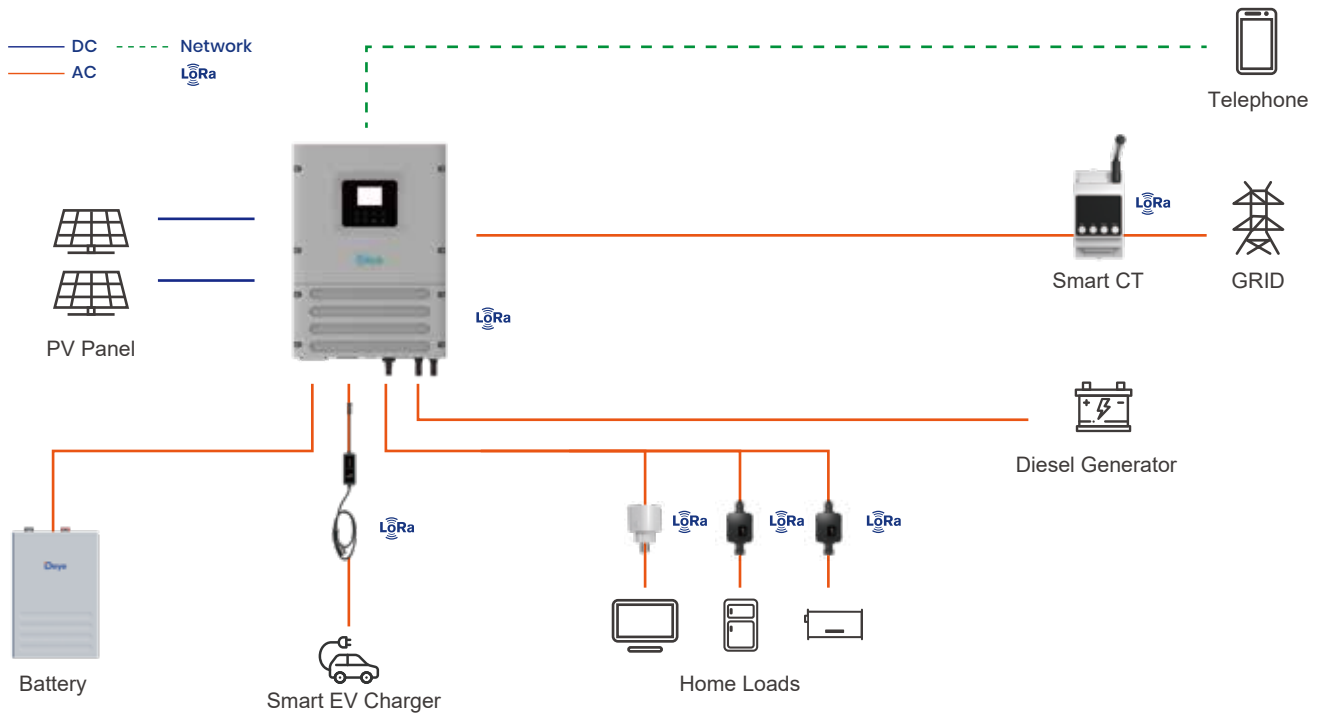 DC
Network
AC
LoRa
Telephone
LoRa
Smart CT
GRID
LoRa
PV Panel
Diesel Generator
LoRa
LoRa
LoRa
LoRa
Deye
Battery
Smart EV Charger
Home Loads